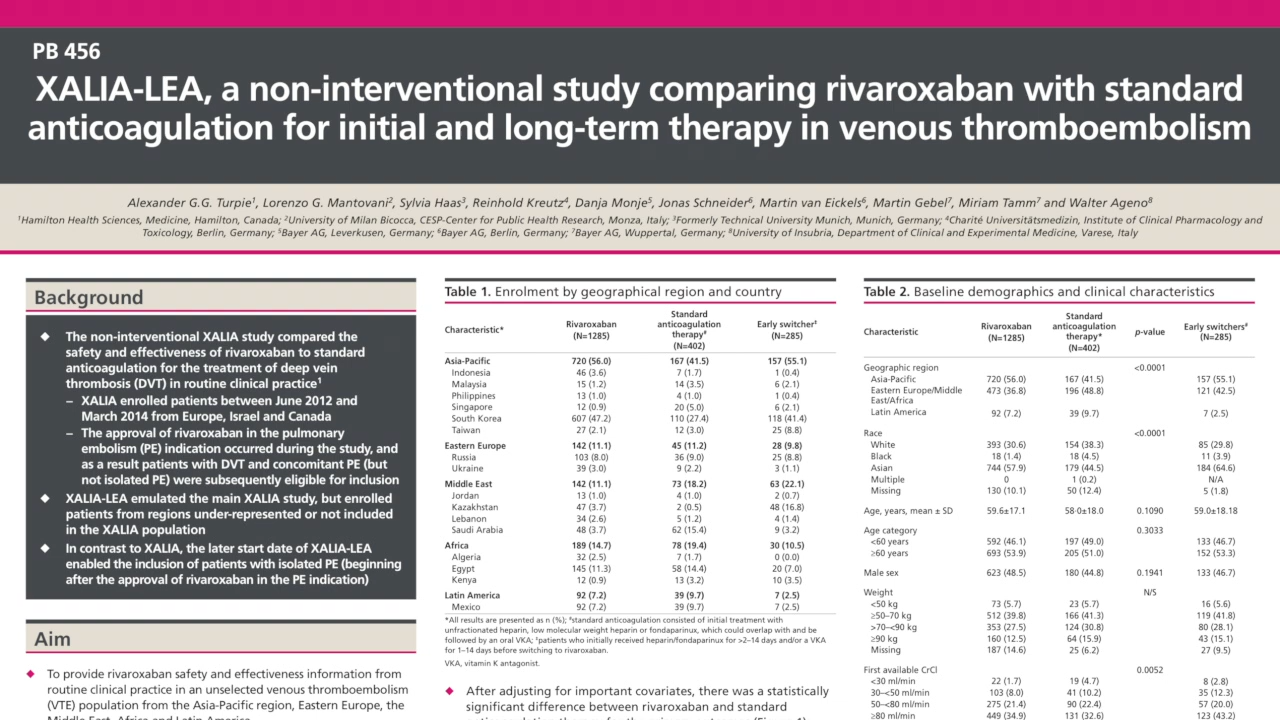 PB 456
XALIA-LEA, a non-interventional study comparing rivaroxaban with standard
anticoagulation for initial and long-term therapy in venous thromboembolism
Alexander G.G. Turpie¹, Lorenzo G. Mantovani², Sylvia Haas³, Reinhold Kreutz⁴, Danja Monje⁵, Jonas Schneider⁶, Martin van Eickels⁶, Martin Gebel⁷, Miriam Tamm⁷ and Walter Ageno⁸
¹Hamilton Health Sciences, Medicine, Hamilton, Canada; ²University of Milan Bicocca, CESP-Center for Public Health Research, Monza, Italy; ³Formerly Technical University Munich, Munich, Germany; ⁴Charité Universitätsmedizin, Institute of Clinical Pharmacology and
Toxicology, Berlin, Germany; ⁵Bayer AG, Leverkusen, Germany; ⁶Bayer AG, Berlin, Germany; ⁷Bayer AG, Wuppertal, Germany; ⁸University of Insubria, Department of Clinical and Experimental Medicine, Varese, Italy
Background
◆ The non-interventional XALIA study compared the
safety and effectiveness of rivaroxaban to standard
anticoagulation for the treatment of deep vein
thrombosis (DVT) in routine clinical practice¹
– XALIA enrolled patients between June 2012 and
March 2014 from Europe, Israel and Canada
– The approval of rivaroxaban in the pulmonary
embolism (PE) indication occurred during the study, and
as a result patients with DVT and concomitant PE (but
not isolated PE) were subsequently eligible for inclusion
◆ XALIA-LEA emulated the main XALIA study, but enrolled
patients from regions under-represented or not included
in the XALIA population
◆ In contrast to XALIA, the later start date of XALIA-LEA
enabled the inclusion of patients with isolated PE (beginning
after the approval of rivaroxaban in the PE indication)
Aim
◆ To provide rivaroxaban safety and effectiveness information from
routine clinical practice in an unselected venous thromboembolism
(VTE) population from the Asia-Pacific region, Eastern Europe, the
Middle East, Africa and Latin America
Table 1. Enrolment by geographical region and country
Characteristic* Rivaroxaban (N=1285) Standard anticoagulation therapy# (N=402) Early switcher‡ (N=285)
Asia-Pacific 720 (56.0) 167 (41.5) 157 (55.1)
Indonesia 46 (3.6) 7 (1.7) 1 (0.4)
Malaysia 15 (1.2) 14 (3.5) 6 (2.1)
Philippines 13 (1.0) 4 (1.0) 1 (0.4)
Singapore 12 (0.9) 20 (5.0) 6 (2.1)
South Korea 607 (47.2) 110 (27.4) 118 (41.4)
Taiwan 27 (2.1) 12 (3.0) 25 (8.8)
Eastern Europe 142 (11.1) 45 (11.2) 28 (9.8)
Russia 103 (8.0) 36 (9.0) 25 (8.8)
Ukraine 39 (3.0) 9 (2.2) 3 (1.1)
Middle East 142 (11.1) 73 (18.2) 63 (22.1)
Jordan 13 (1.0) 4 (1.0) 2 (0.7)
Kazakhstan 47 (3.7) 2 (0.5) 48 (16.8)
Lebanon 34 (2.6) 5 (1.2) 4 (1.4)
Saudi Arabia 48 (3.7) 62 (15.4) 9 (3.2)
Africa 189 (14.7) 78 (19.4) 30 (10.5)
Algeria 32 (2.5) 7 (1.7) 0 (0.0)
Egypt 145 (11.3) 58 (14.4) 20 (7.0)
Kenya 12 (0.9) 13 (3.2) 10 (3.5)
Latin America 92 (7.2) 39 (9.7) 7 (2.5)
Mexico 92 (7.2) 39 (9.7) 7 (2.5)
*All results are presented as n (%); #standard anticoagulation consisted of initial treatment with
unfractionated heparin, low molecular weight heparin or fondaparinux, which could overlap with and be
followed by an oral VKA; ‡patients who initially received heparin/fondaparinux for >2–14 days and/or a VKA
for 1–14 days before switching to rivaroxaban.
VKA, vitamin K antagonist.
◆ After adjusting for important covariates, there was a statistically
significant difference between rivaroxaban and standard
Table 2. Baseline demographics and clinical characteristics
Characteristic Rivaroxaban (N=1285) Standard anticoagulation therapy* (N=402) p-value Early switchers# (N=285)
Geographic region <0.0001
Asia-Pacific 720 (56.0) 167 (41.5) 157 (55.1)
Eastern Europe/Middle 473 (36.8) 196 (48.8) 121 (42.5)
East/Africa
Latin America 92 (7.2) 39 (9.7) 7 (2.5)
Race <0.0001
White 393 (30.6) 154 (38.3) 85 (29.8)
Black 18 (1.4) 18 (4.5) 11 (3.9)
Asian 744 (57.9) 179 (44.5) 184 (64.6)
Multiple 0 1 (0.2) N/A
Missing 130 (10.1) 50 (12.4) 5 (1.8)
Age, years, mean ± SD 59.6±17.1 58·0±18.0 0.1090 59.0±18.18
Age category 0.3033
<60 years 592 (46.1) 197 (49.0) 133 (46.7)
≥60 years 693 (53.9) 205 (51.0) 152 (53.3)
Male sex 623 (48.5) 180 (44.8) 0.1941 133 (46.7)
Weight N/S
<50 kg 73 (5.7) 23 (5.7) 16 (5.6)
≥50–70 kg 512 (39.8) 166 (41.3) 119 (41.8)
>70–<90 kg 353 (27.5) 124 (30.8) 80 (28.1)
≥90 kg 160 (12.5) 64 (15.9) 43 (15.1)
Missing 187 (14.6) 25 (6.2) 27 (9.5)
First available CrCl 0.0052
<30 ml/min 22 (1.7) 19 (4.7) 8 (2.8)
30–<50 ml/min 103 (8.0) 41 (10.2) 35 (12.3)
50–<80 ml/min 275 (21.4) 90 (22.4) 57 (20.0)
≥80 ml/min 449 (34.9) 131 (32.6) 123 (43.2)